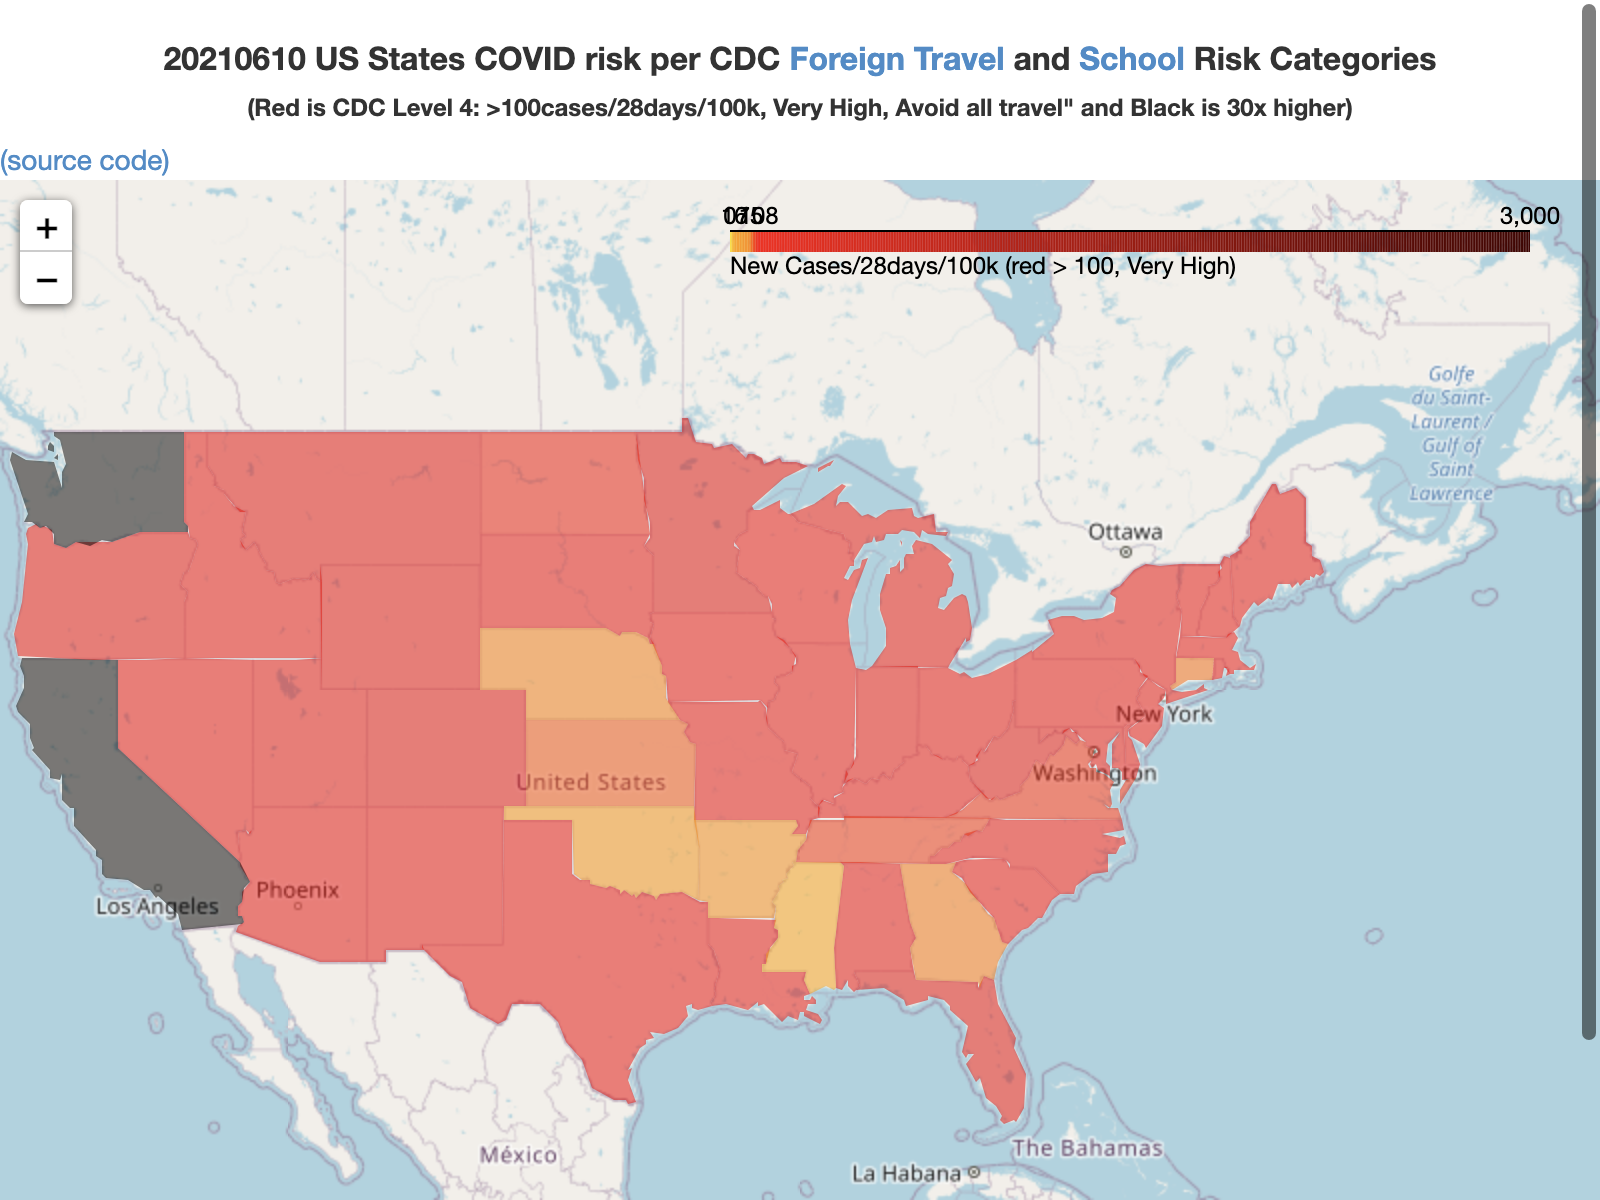 20210610 US States COVID risk per CDC Foreign Travel and School Risk Categories
(Red is CDC Level 4: >100cases/28days/100k, Very High, Avoid all travel" and Black is 30x higher)
(source code)
+
−
3,000
New Cases/28days/100k (red > 100, Very High)
Golfe
du Saint-
Laurent /
Gulf of
Saint
Lawrence
Ottawa
New York
Washington
United States
Phoenix
Los Angeles
México
The Bahamas
La Habana